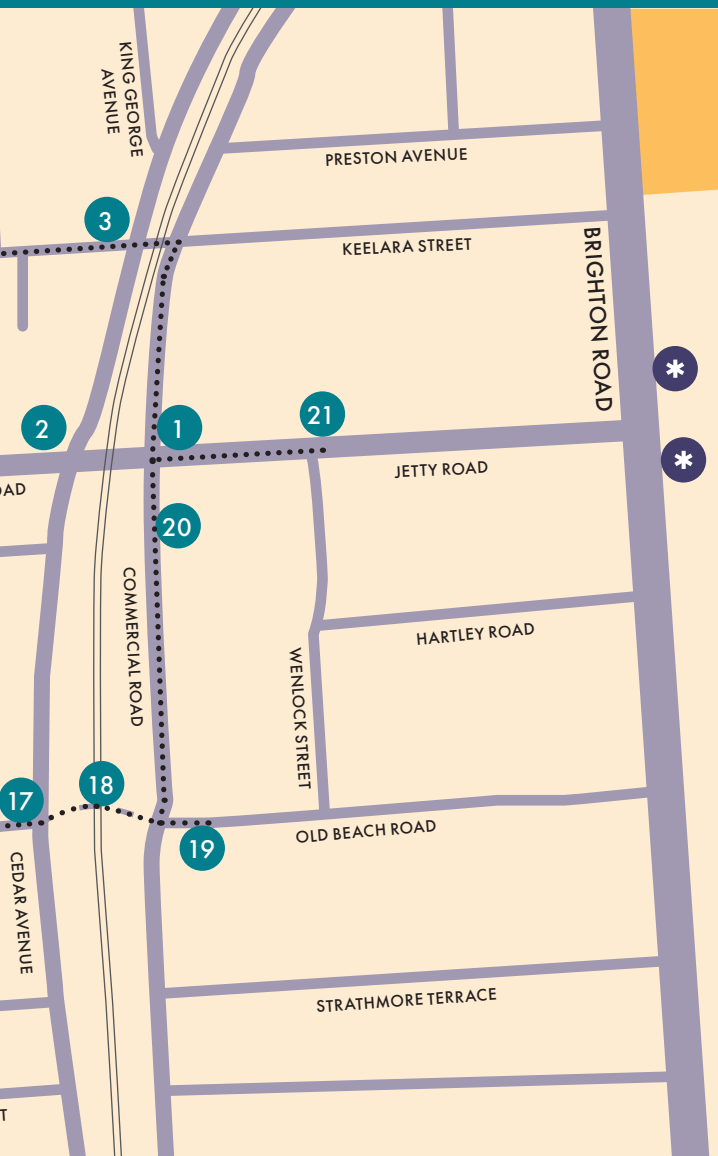 KING GEORGE
AVENUE
PRESTON AVENUE
3
KEELARA STREET
BRIGHTON ROAD
*
2
1
21
JETTY ROAD
*
OAD
20
COMMERCIAL ROAD
HARTLEY ROAD
WENLOCK STREET
18
17
OLD BEACH ROAD
19
CEDAR AVENUE
STRATHMORE TERRACE
T